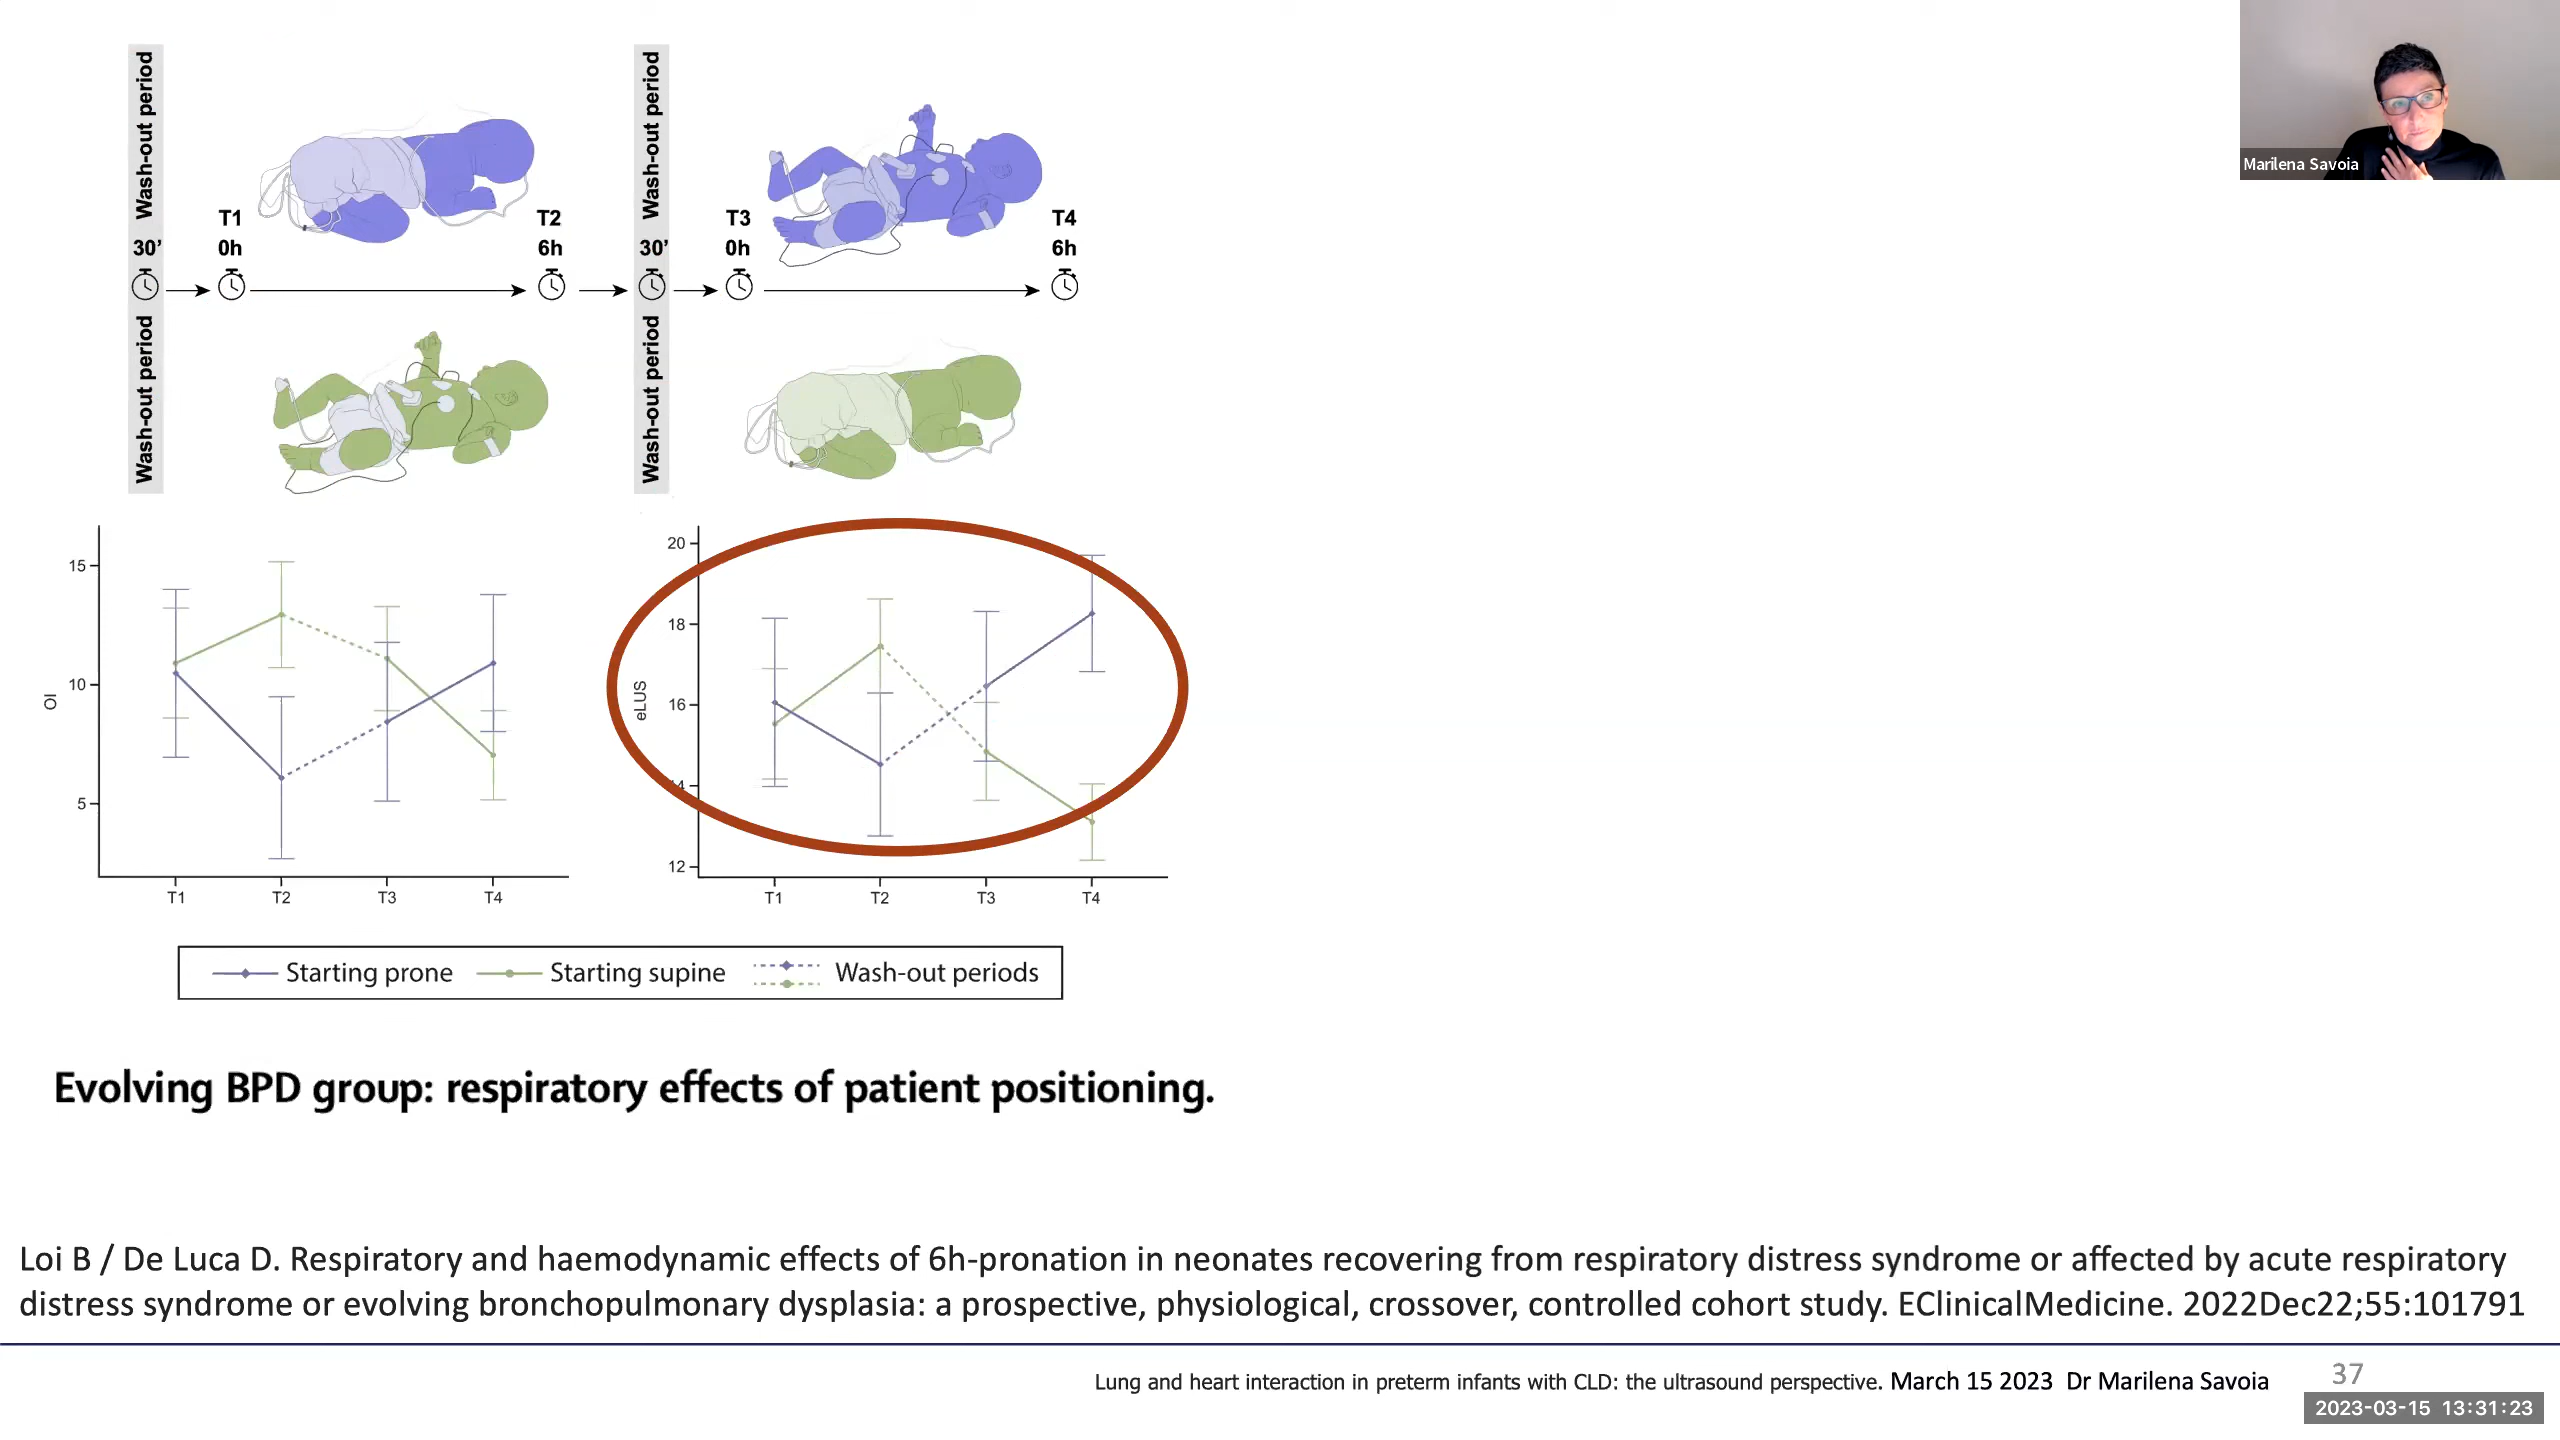 Wash-out period
Wash-out period
T1
T2
T3
T4
30’
0h
6h
30’
0h
6h
Wash-out period
Wash-out period
Marilena Savoia
15
10
5
OI
T1
T2
T3
T4
20
18
16
12
eLUS
T1
T2
T3
T4
Starting prone
Starting supine
Wash-out periods
Evolving BPD group: respiratory effects of patient positioning.
Loi B / De Luca D. Respiratory and haemodynamic effects of 6h-pronation in neonates recovering from respiratory distress syndrome or affected by acute respiratory
distress syndrome or evolving bronchopulmonary dysplasia: a prospective, physiological, crossover, controlled cohort study. EClinicalMedicine. 2022Dec22;55:101791
Lung and heart interaction in preterm infants with CLD: the ultrasound perspective. March 15 2023 Dr Marilena Savoia
37
2023-03-15 13:31:23